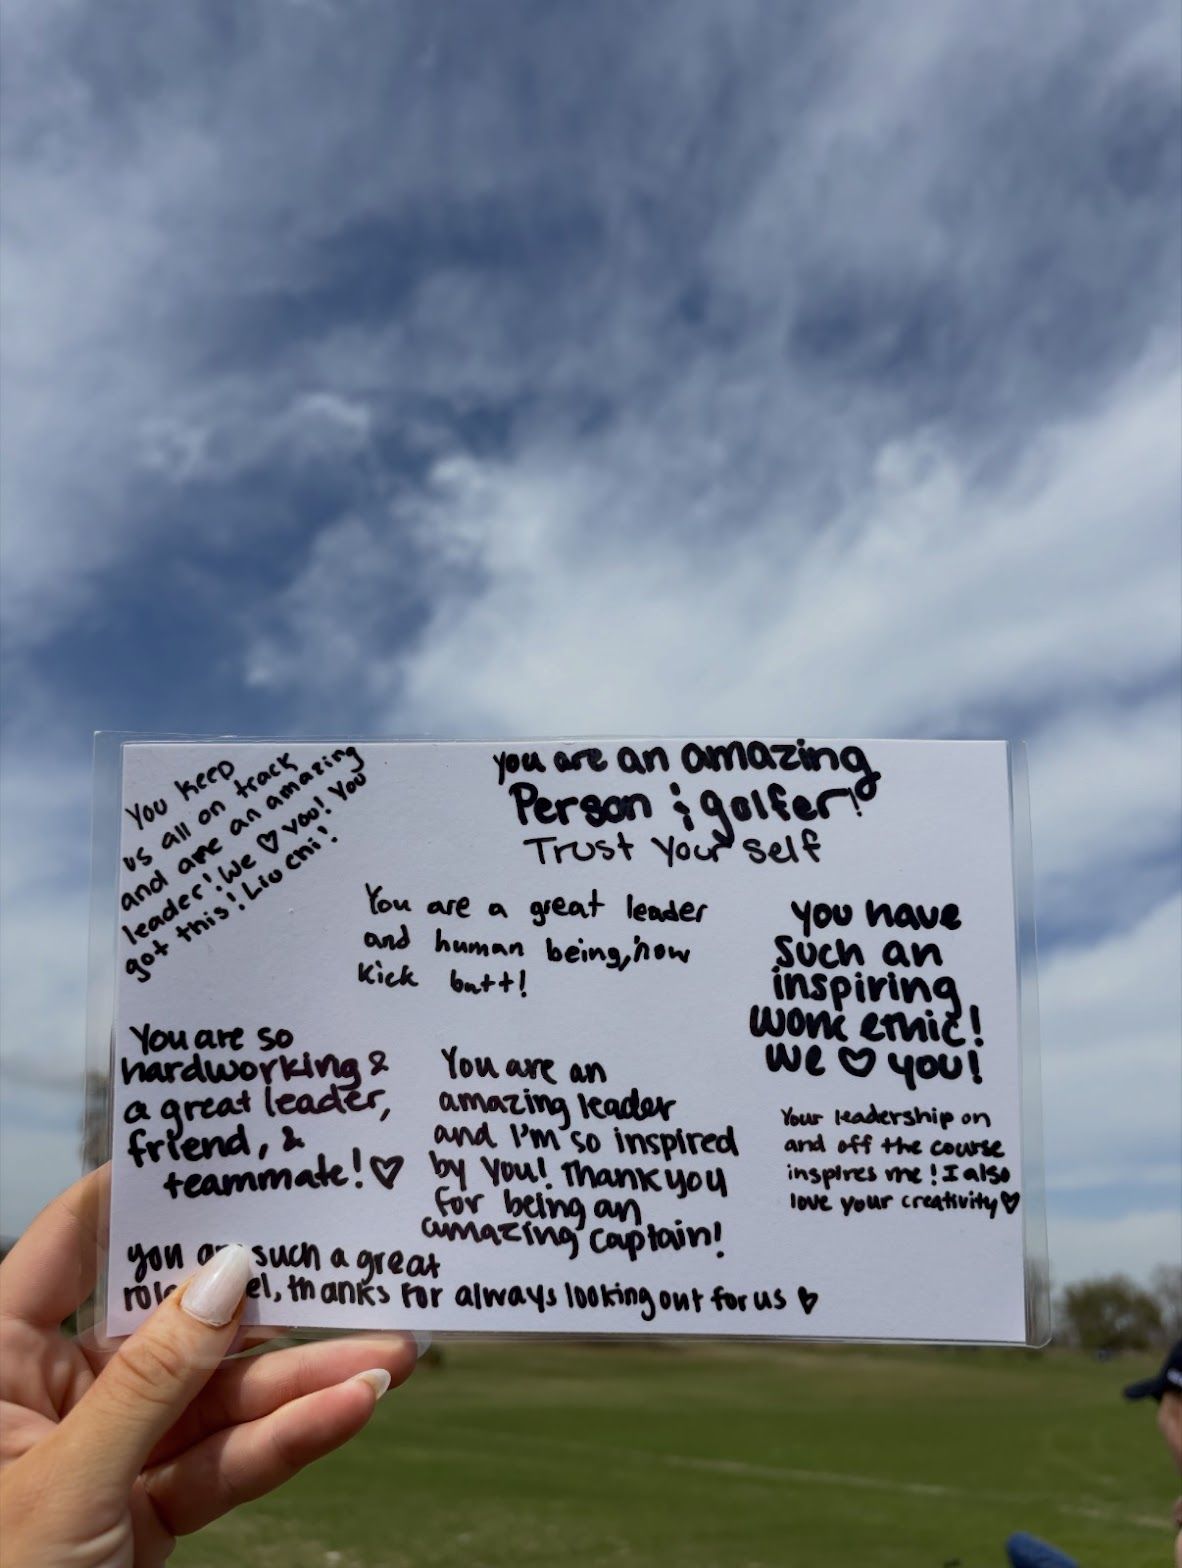 You keep
us all on track
and are an amazing
leader! We ♡ you! You
got this! Lio chi!
you are an amazing
Person & golfer!
Trust Your self
You are a great leader
and human being, now
kick butt!
you have
such an
inspiring
work ethic!
we ♡ you!
You are so
hardworking &
a great leader,
friend, &
teammate! ♡
You are an
amazing leader
and I'm so inspired
by you! Thank you
for being an
amazing captain!
Your leadership on
and off the course
inspires me! I also
love your creativity ♡
you are such a great
thanks for always looking out for us ♡